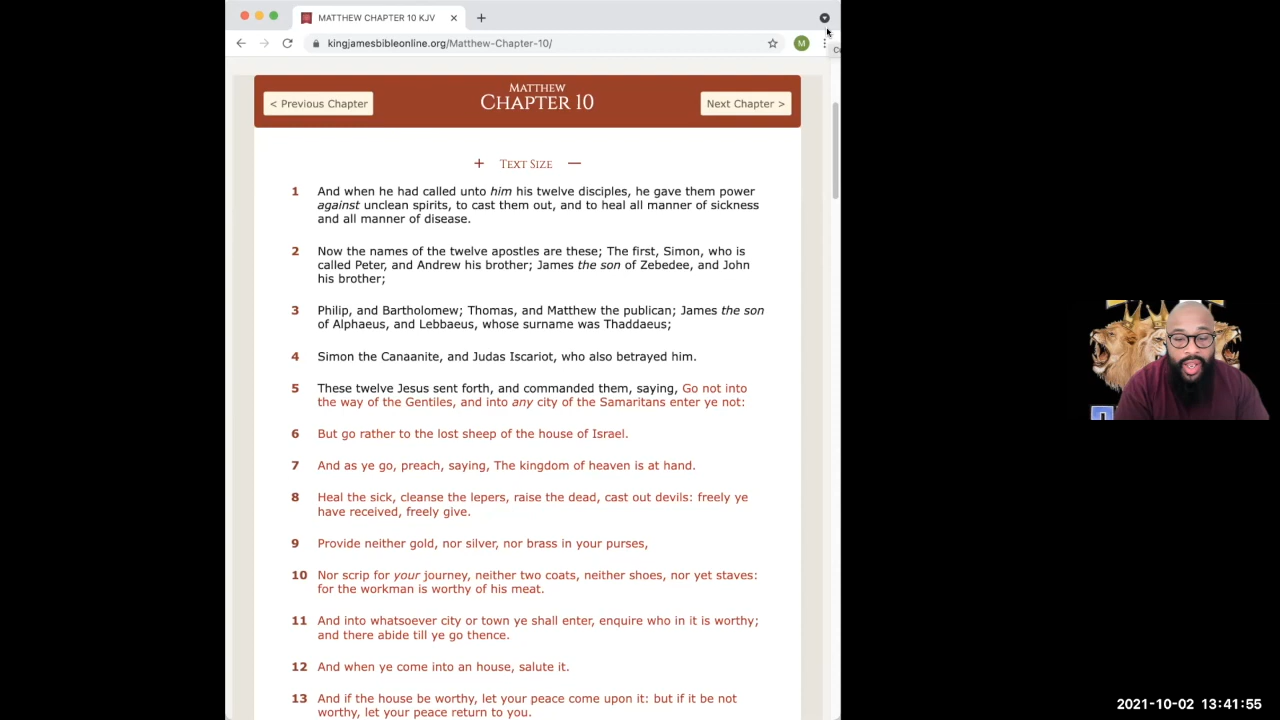 MATTHEW CHAPTER 10 KJV
kingjamesbibleonline.org/Matthew-Chapter-10/
M
< Previous Chapter
MATTHEW
CHAPTER 10
Next Chapter >
+ TEXT SIZE —
1 And when he had called unto him his twelve disciples, he gave them power
against unclean spirits, to cast them out, and to heal all manner of sickness
and all manner of disease.
2 Now the names of the twelve apostles are these; The first, Simon, who is
called Peter, and Andrew his brother; James the son of Zebedee, and John
his brother;
3 Philip, and Bartholomew; Thomas, and Matthew the publican; James the son
of Alphaeus, and Lebbaeus, whose surname was Thaddaeus;
4 Simon the Canaanite, and Judas Iscariot, who also betrayed him.
5 These twelve Jesus sent forth, and commanded them, saying, Go not into
the way of the Gentiles, and into any city of the Samaritans enter ye not:
6 But go rather to the lost sheep of the house of Israel.
7 And as ye go, preach, saying, The kingdom of heaven is at hand.
8 Heal the sick, cleanse the lepers, raise the dead, cast out devils: freely ye
have received, freely give.
9 Provide neither gold, nor silver, nor brass in your purses,
10 Nor scrip for your journey, neither two coats, neither shoes, nor yet staves:
for the workman is worthy of his meat.
11 And into whatsoever city or town ye shall enter, enquire who in it is worthy;
and there abide till ye go thence.
12 And when ye come into an house, salute it.
13 And if the house be worthy, let your peace come upon it: but if it be not
worthy, let your peace return to you.
2021-10-02 13:41:55